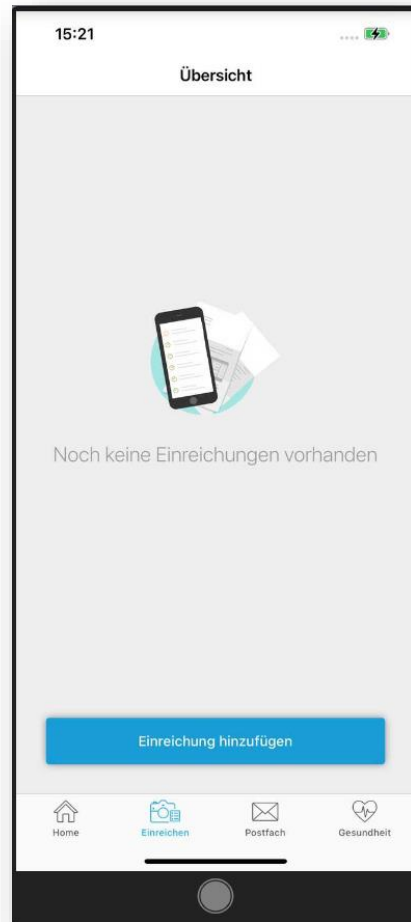 15:21
Übersicht
Noch keine Einreichungen vorhanden
Einreichung hinzufügen
Home
Einreichen
Postfach
Gesundheit